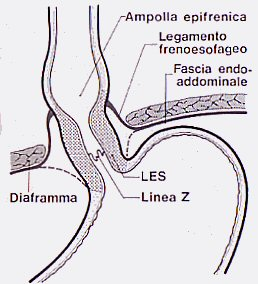 Ampolla epifrenica
Legamento
frenoesofageo
Fascia endo-
addominale
Diaframma
LES
Linea Z